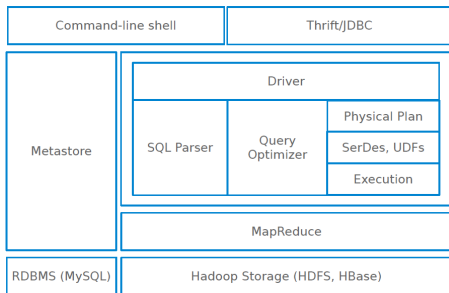 Command-line shell
Thrift/JDBC
Metastore
Driver
SQL Parser
Query
Optimizer
Physical Plan
SerDes, UDFs
Execution
MapReduce
RDBMS (MySQL)
Hadoop Storage (HDFS, HBase)